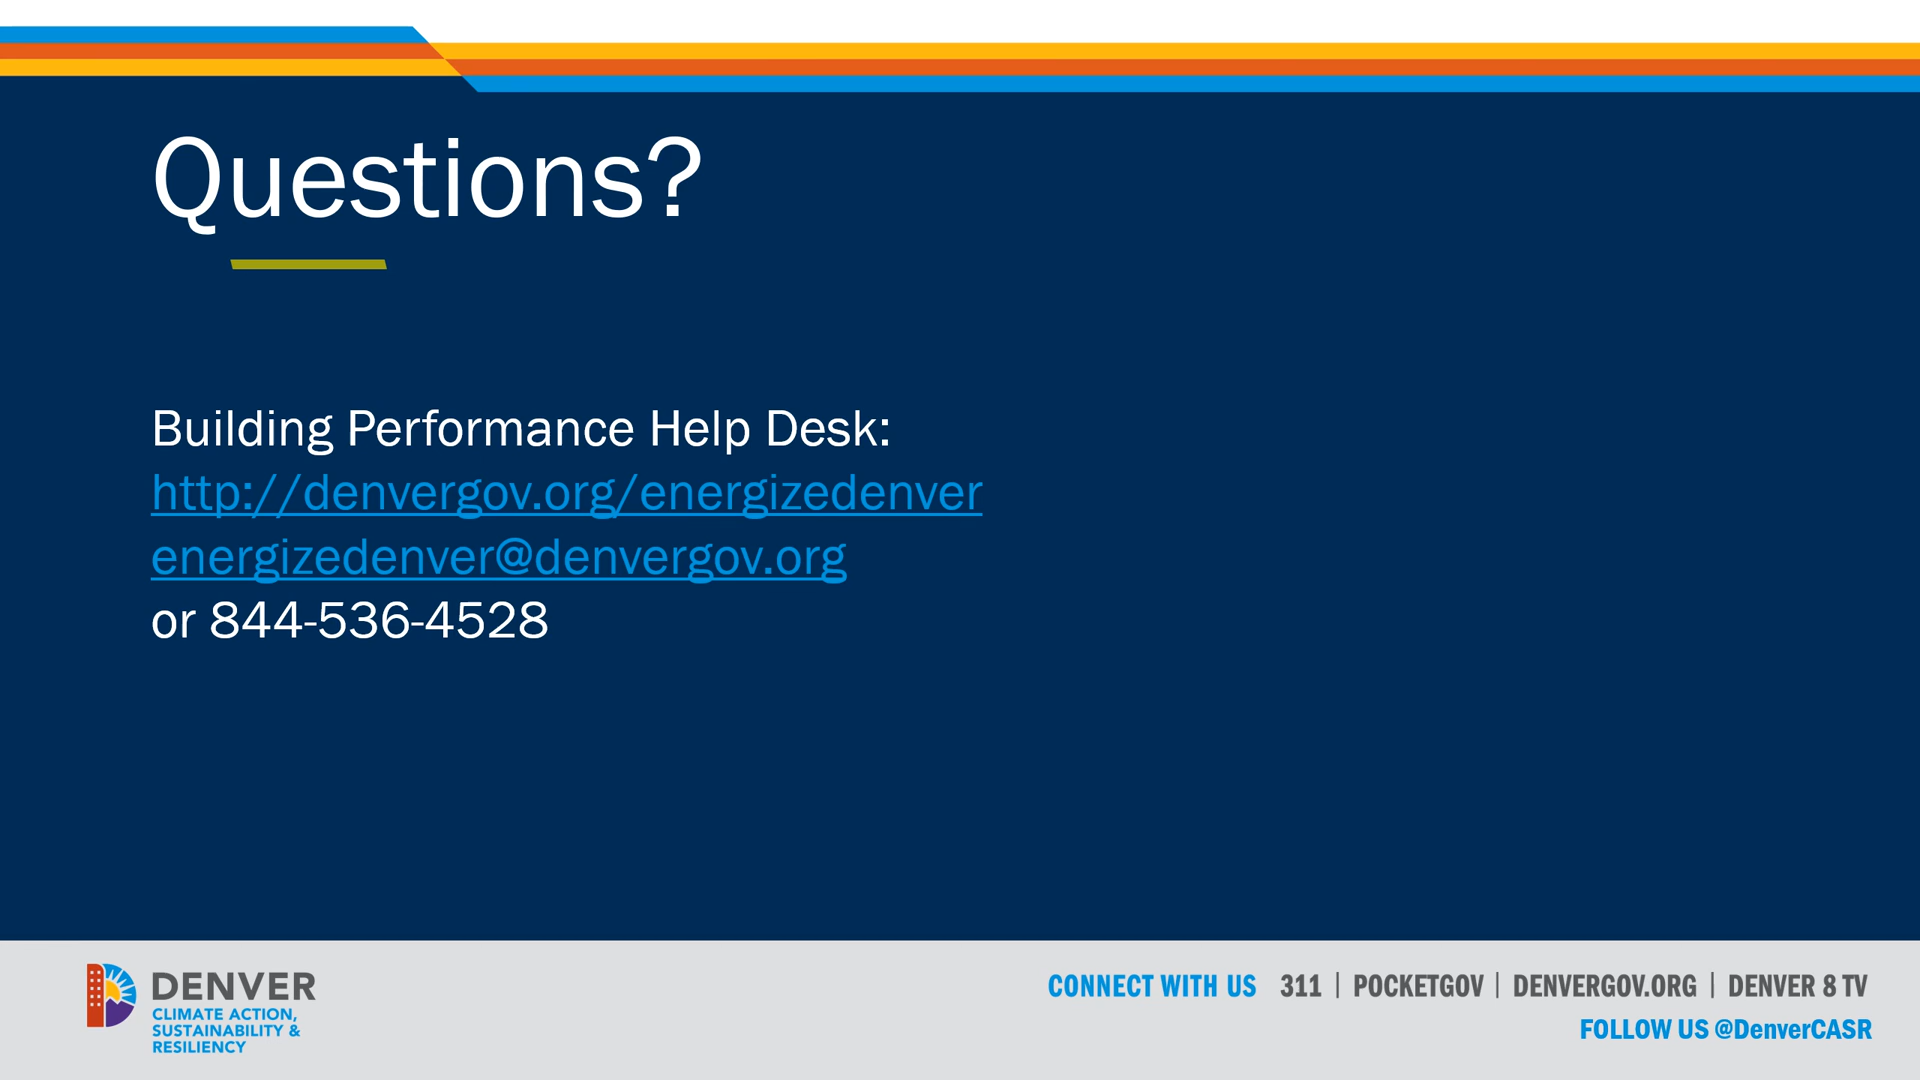 Questions?
Building Performance Help Desk:
http://denvergov.org/energizedenver
energizedenver@denvergov.org
or 844-536-4528
DENVER
CLIMATE ACTION,
SUSTAINABILITY &
RESILIENCY
CONNECT WITH US 311 | POCKETGOV | DENVERGOV.ORG | DENVER 8 TV
FOLLOW US @DenverCASR